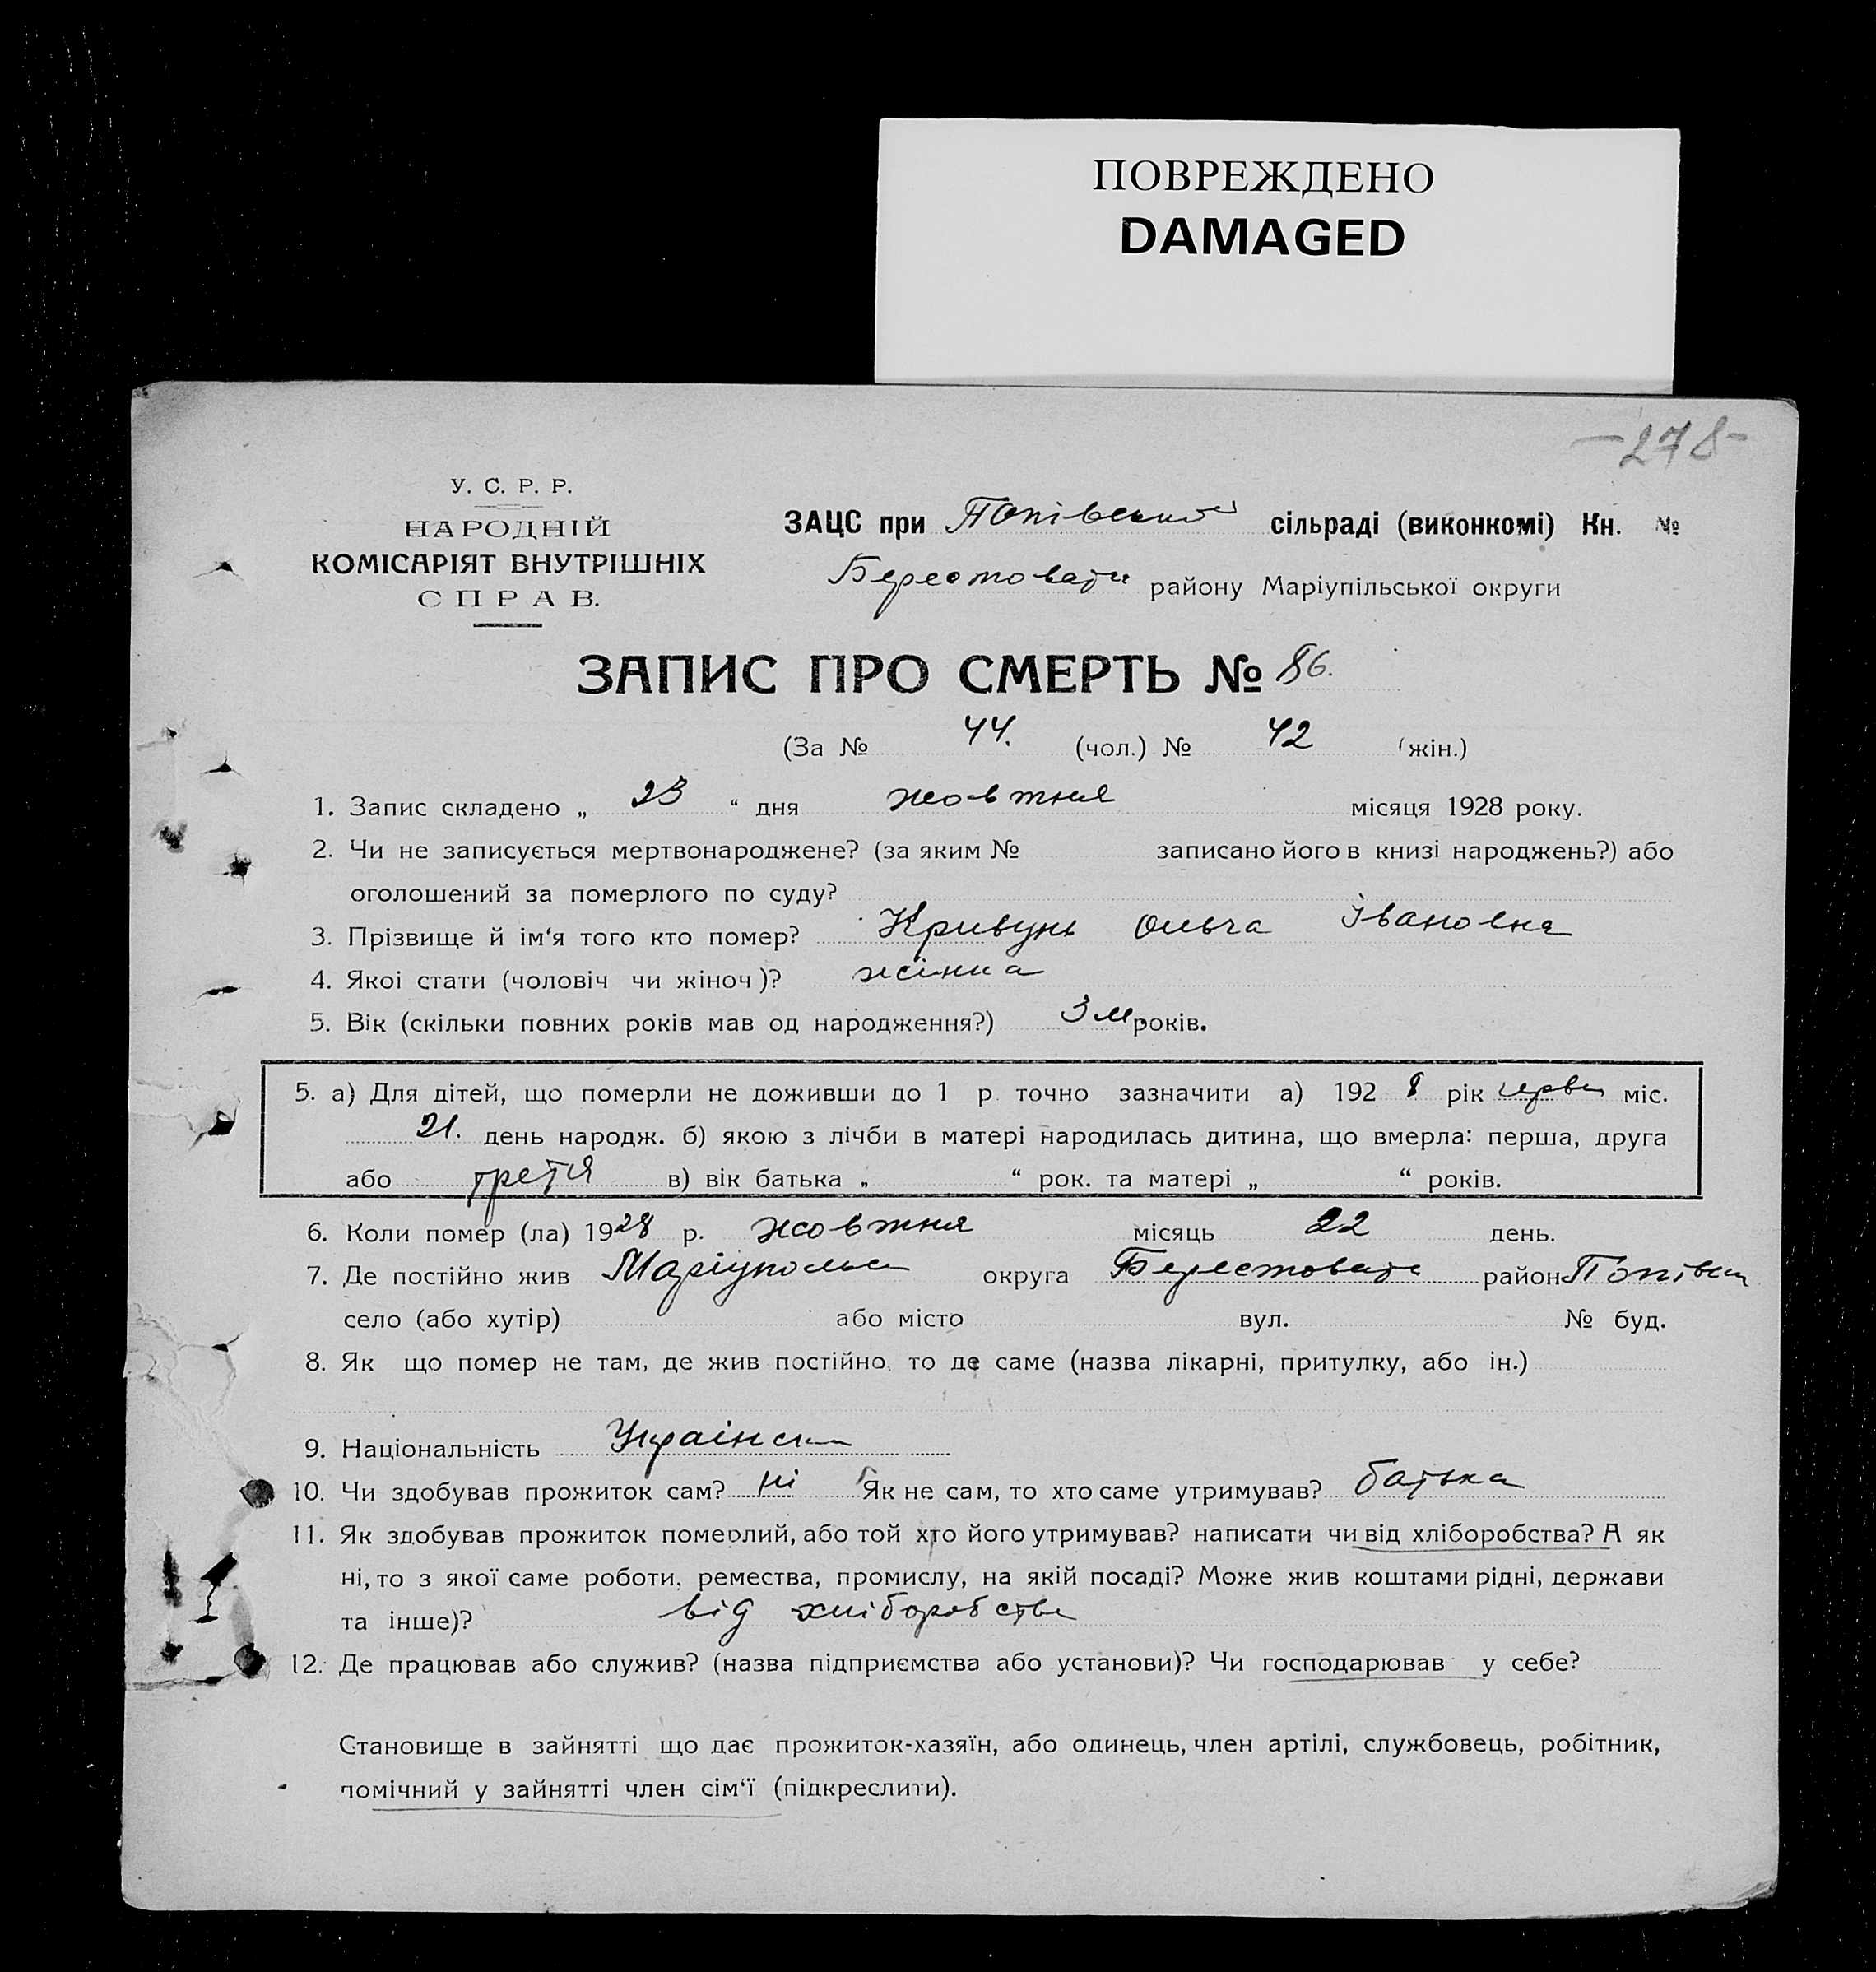 ПОВРЕЖДЕНО
DAMAGED
-278-
У. С. Р. Р.
НАРОДНІЙ
КОМІСАРІЯТ ВНУТРІШНІХ
СПРАВ.
ЗАЦС при Попівській сільраді (виконкомі) Кн. №
Берестовати району Маріупільської округи
ЗАПИС ПРО СМЕРТЬ № 86.
(За № 44. (чол.) № 42 (жін.)
1. Запис складено „ 23 “ дня жовтня місяця 1928 року.
2. Чи не записується мертвонароджене? (за яким № записано його в книзі народжень?) або
оголошений за померлого по суду?
3. Прізвище й ім‘я того кто помер? Кривунь Ольга Івановна
4. Якоі стати (чоловіч чи жіноч)? жінка
5. Вік (скільки повних років мав од народження?) 3 м років.
5. а) Для дітей, що померли не доживши до 1 р. точно зазначити а) 1928 рік червн міс.
21. день народж. б) якою з лічби в матері народилась дитина, що вмерла: перша, друга
або третя в) вік батька „ “ рок. та матері „ “ років.
6. Коли помер (ла) 1928 р. жовтня місяць 22 день.
7. Де постійно жив Маріупольск округа Берестовати район Попівка
село (або хутір) або місто вул. № буд.
8. Як що помер не там, де жив постійно, то де саме (назва лікарні, притулку, або ін.)
9. Національність Українка
10. Чи здобував прожиток сам? ні Як не сам, то хто саме утримував? батька
11. Як здобував прожиток померлий, або той хто його утримував? написати чи від хліборобства? А як
ні, то з якої саме роботи, ремества, промислу, на якій посаді? Може жив коштами рідні, держави
та інше)? від хліборобства
12. Де працював або служив? (назва підприємства або установи)? Чи господарював у себе?
Становище в зайнятті що дає прожиток-хазяїн, або одинець, член артілі, службовець, робітник,
помічний у зайнятті член сім‘ї (підкреслити).